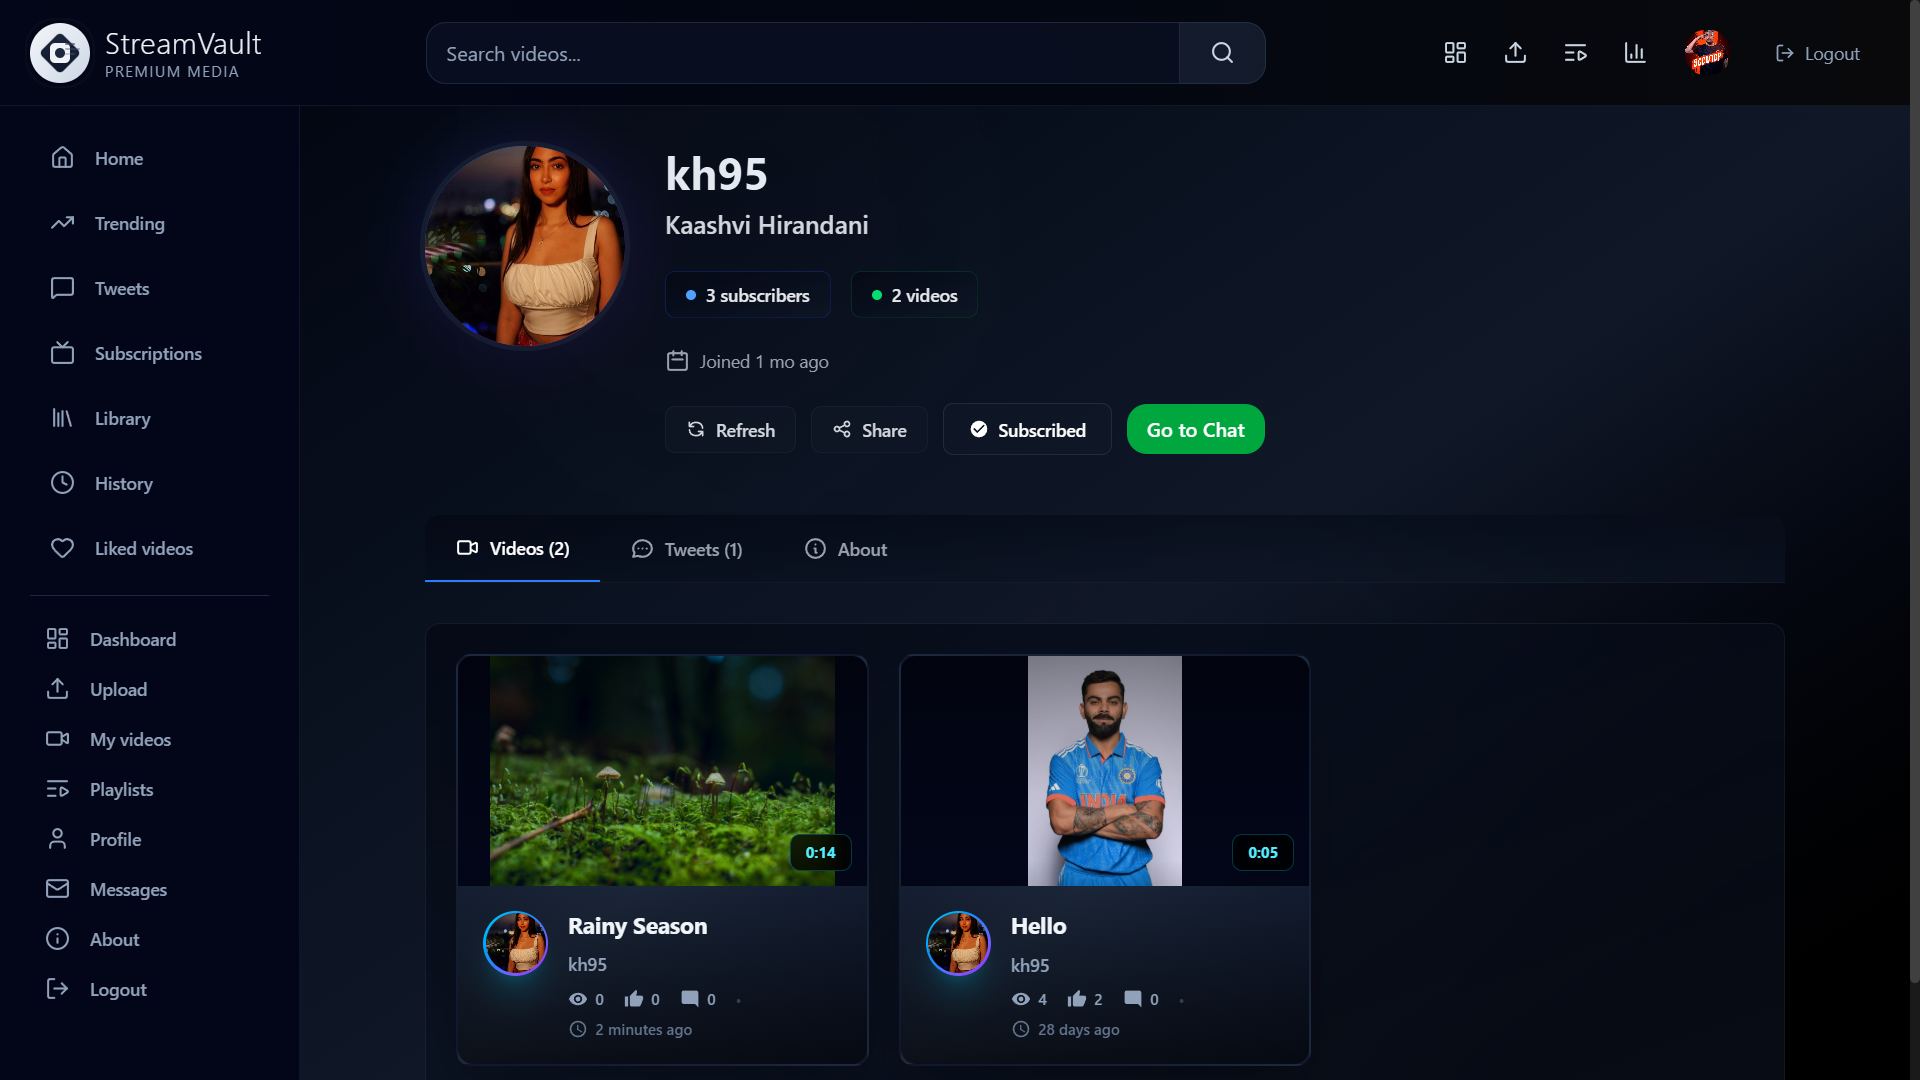 StreamVault
PREMIUM MEDIA
Search videos...
Logout
Home
Trending
Tweets
Subscriptions
Library
History
Liked videos
Dashboard
Upload
My videos
Playlists
Profile
Messages
About
Logout
kh95
Kaashvi Hirandani
3 subscribers
2 videos
Joined 1 mo ago
Refresh
Share
Subscribed
Go to Chat
Videos (2)
Tweets (1)
About
0:14
Rainy Season
kh95
0 0 0
2 minutes ago
INDIA
0:05
Hello
kh95
4 2 0
28 days ago